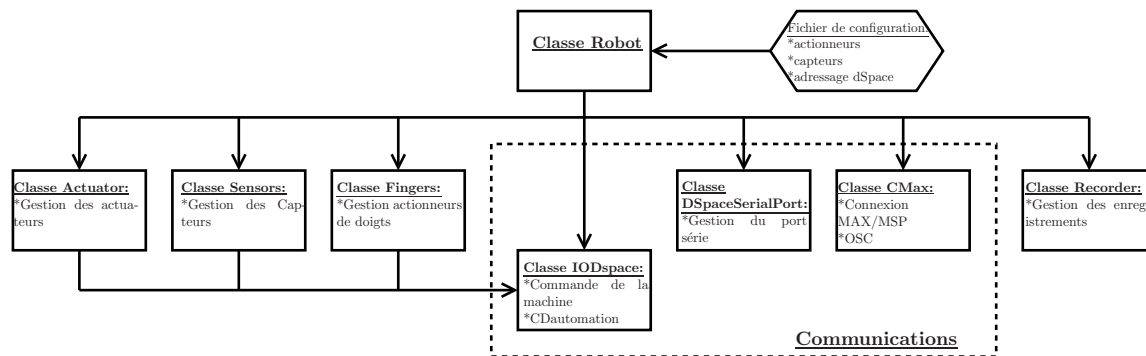 Classe Robot
Fichier de configuration:
*actionneurs
*capteurs
*adressage dSpace
Classe Actuator:
*Gestion des actua-
teurs
Classe Sensors:
*Gestion des Cap-
teurs
Classe Fingers:
*Gestion actionneurs
de doigts
Classe
DSpaceSerialPort:
*Gestion du port
série
Classe CMax:
*Connexion
MAX/MSP
*OSC
Classe Recorder:
*Gestion des enreg
istrements
Classe IODspace:
*Commande de la
machine
*CDautomation
Communications